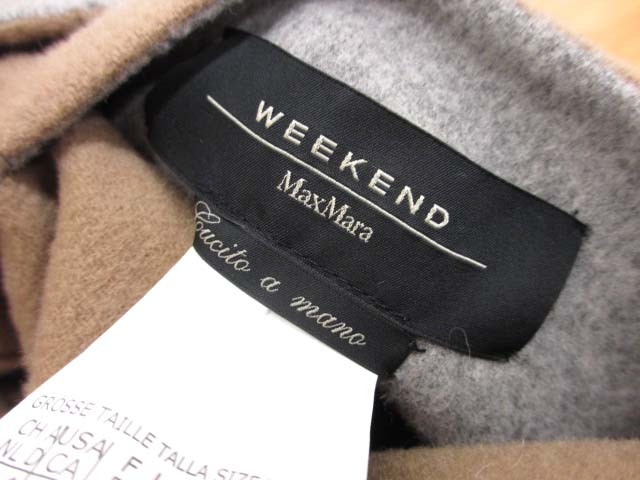 WEEKEND
MaxMara
Cucito a mano
GROSSE TAILLE TALLA SIZE
CH A USA F
NL D CA